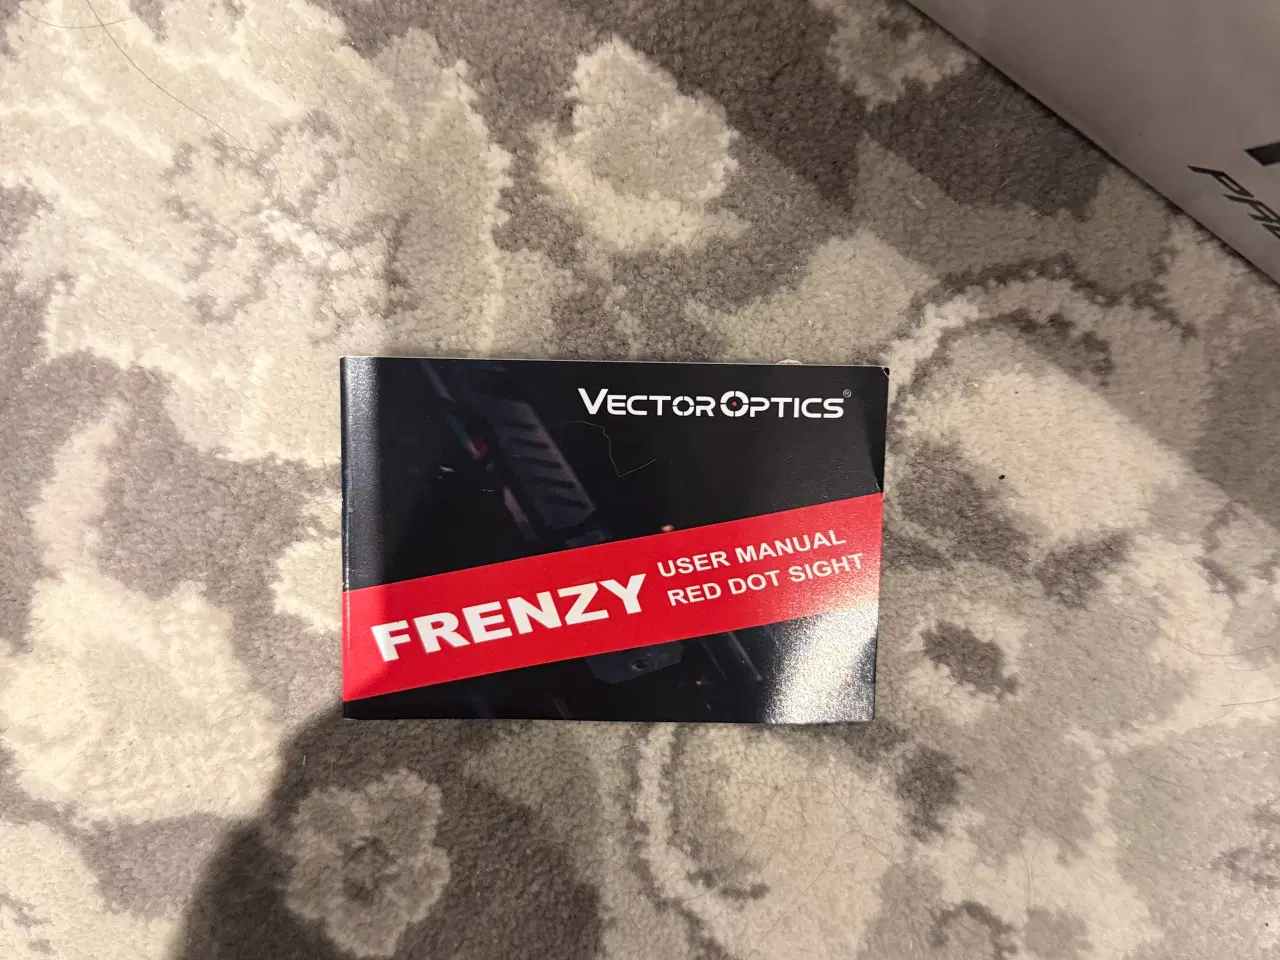 VECTOR OPTICS®
FRENZY
USER MANUAL
RED DOT SIGHT